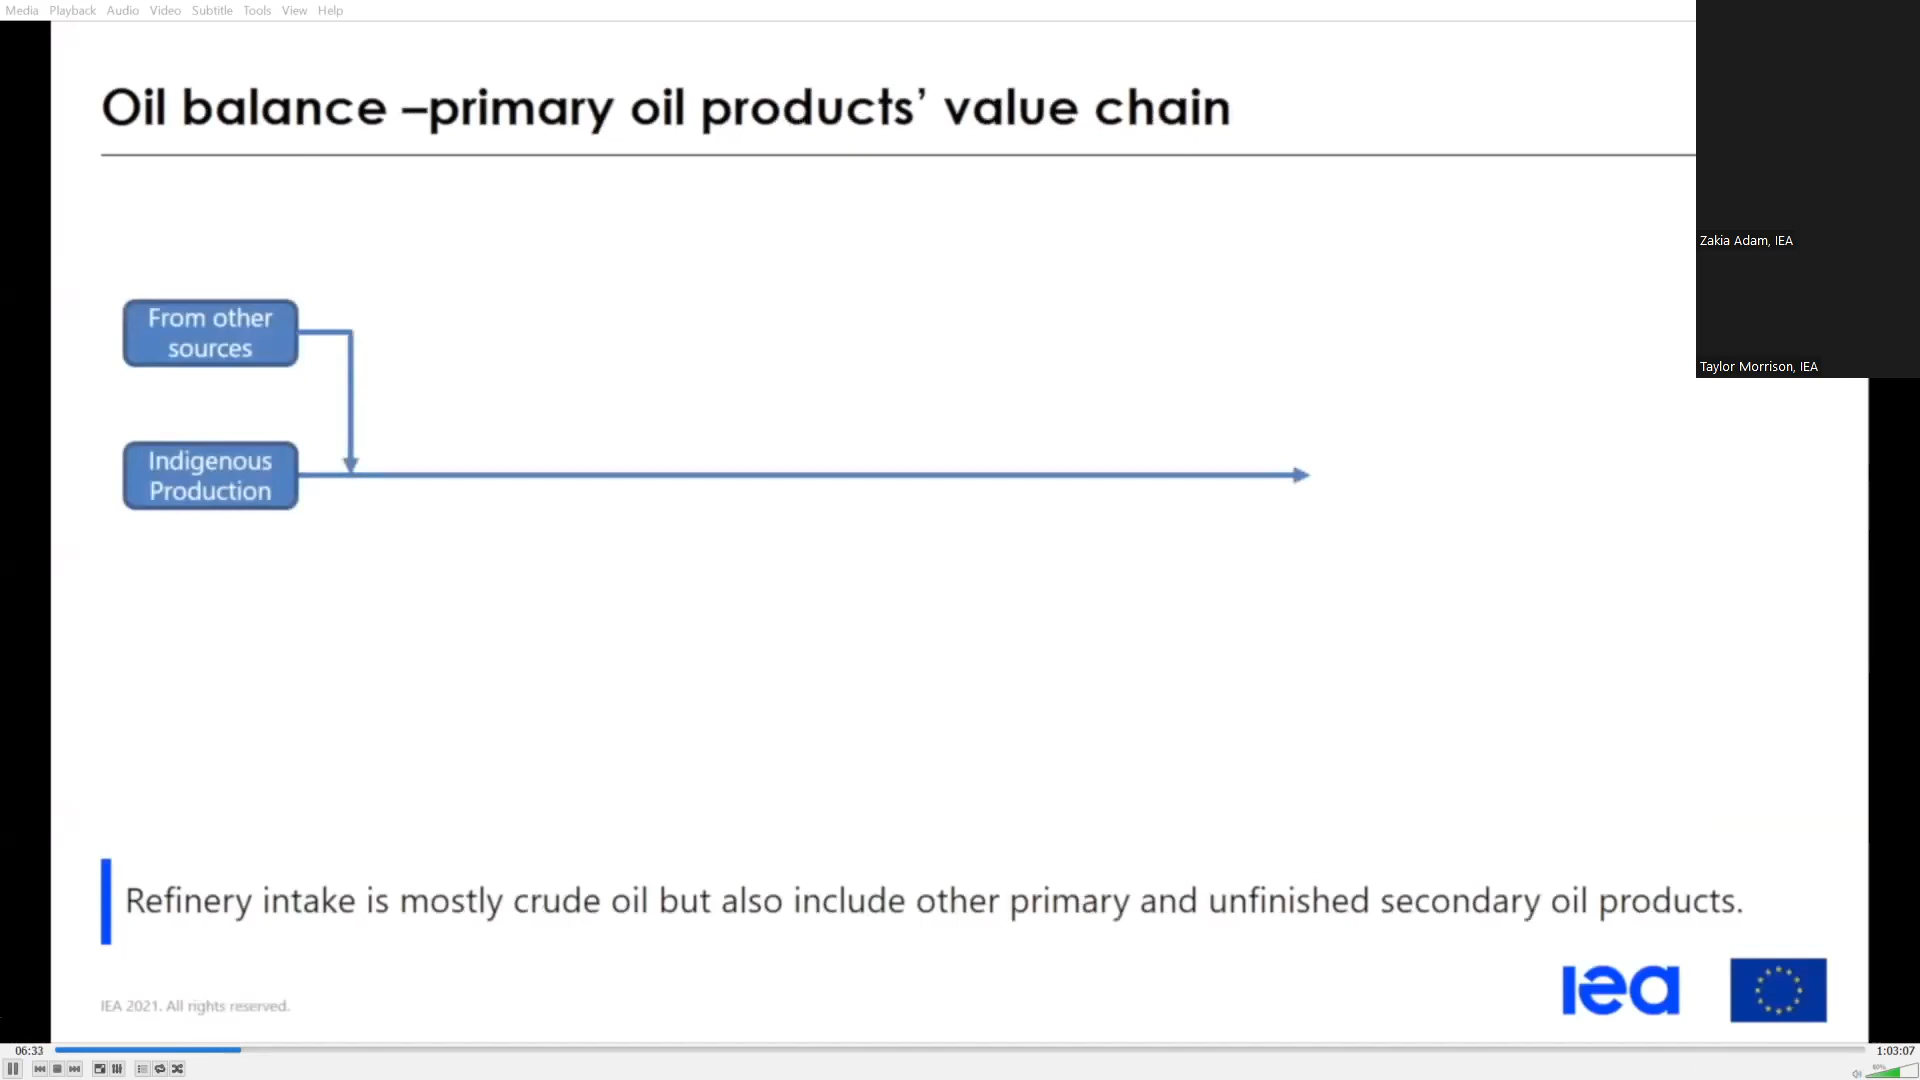 Media Playback Audio Video Subtitle Tools View Help
Oil balance –primary oil products’ value chain
Zakia Adam, IEA
From other
sources
Taylor Morrison, IEA
Indigenous
Production
Refinery intake is mostly crude oil but also include other primary and unfinished secondary oil products.
iea
IEA 2021. All rights reserved.
06:33
1:03:07
80%